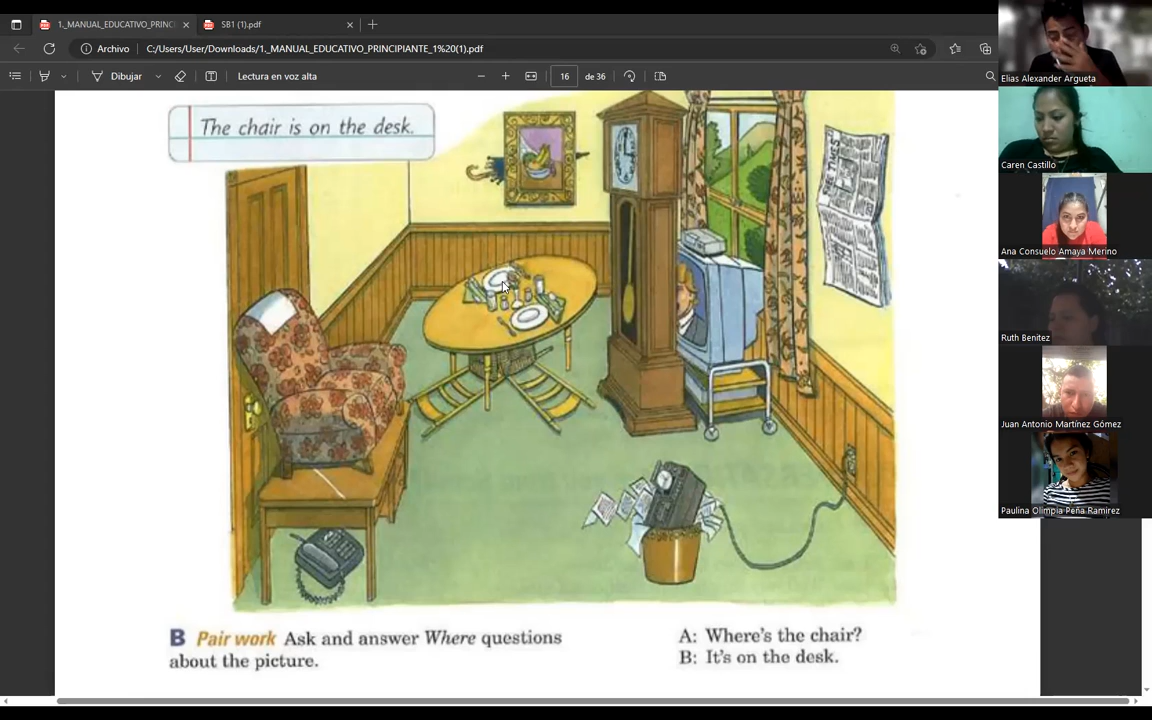 1._MANUAL_EDUCATIVO_PRINCI
SB1 (1).pdf
Archivo
C:/Users/User/Downloads/1._MANUAL_EDUCATIVO_PRINCIPIANTE_1%20(1).pdf
Dibujar
Lectura en voz alta
16
de 36
The chair is on the desk.
TIMES
B Pair work Ask and answer Where questions
about the picture.
A: Where's the chair?
B: It's on the desk.
Elias Alexander Argueta
Caren Castillo
Ana Consuelo Amaya Merino
Ruth Benitez
Juan Antonio Martínez Gómez
Paulina Olimpia Peña Ramirez